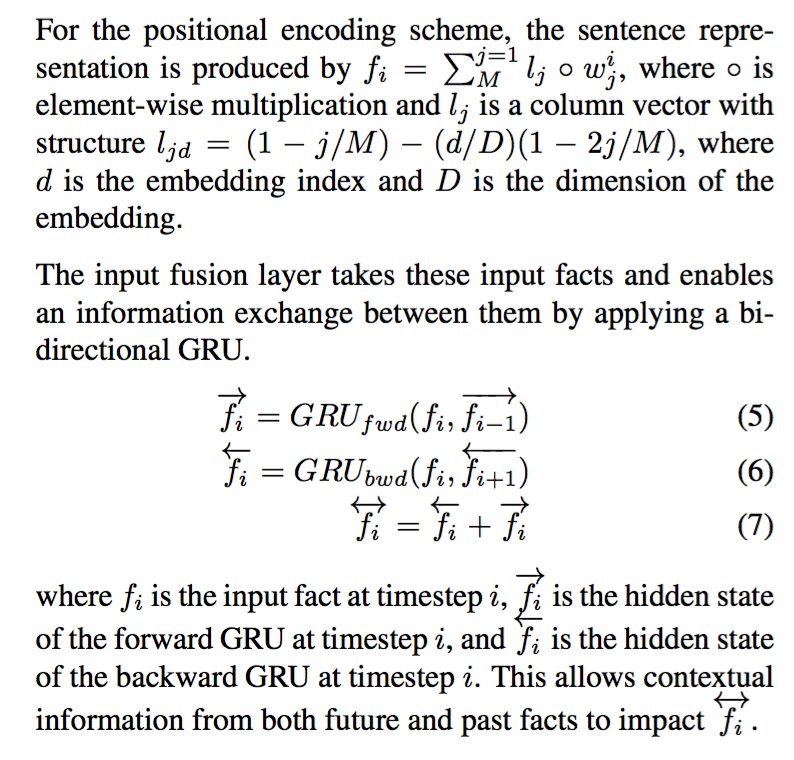 For the positional encoding scheme, the sentence repre-
sentation is produced by $f_i = \sum_{M}^{j=1} l_j \circ w_j^i$, where $\circ$ is
element-wise multiplication and $l_j$ is a column vector with
structure $l_{jd} = (1 - j/M) - (d/D)(1 - 2j/M)$, where
$d$ is the embedding index and $D$ is the dimension of the
embedding.
The input fusion layer takes these input facts and enables
an information exchange between them by applying a bi-
directional GRU.
$\overrightarrow{f_i} = GRU_{fwd}(f_i, \overrightarrow{f_{i-1}})$ (5)
$\overleftarrow{f_i} = GRU_{bwd}(f_i, \overleftarrow{f_{i+1}})$ (6)
$\overleftrightarrow{f_i} = \overleftarrow{f_i} + \overrightarrow{f_i}$ (7)
where $f_i$ is the input fact at timestep $i$, $\overrightarrow{f_i}$ is the hidden state
of the forward GRU at timestep $i$, and $\overleftarrow{f_i}$ is the hidden state
of the backward GRU at timestep $i$. This allows contextual
information from both future and past facts to impact $\overleftrightarrow{f_i}$.